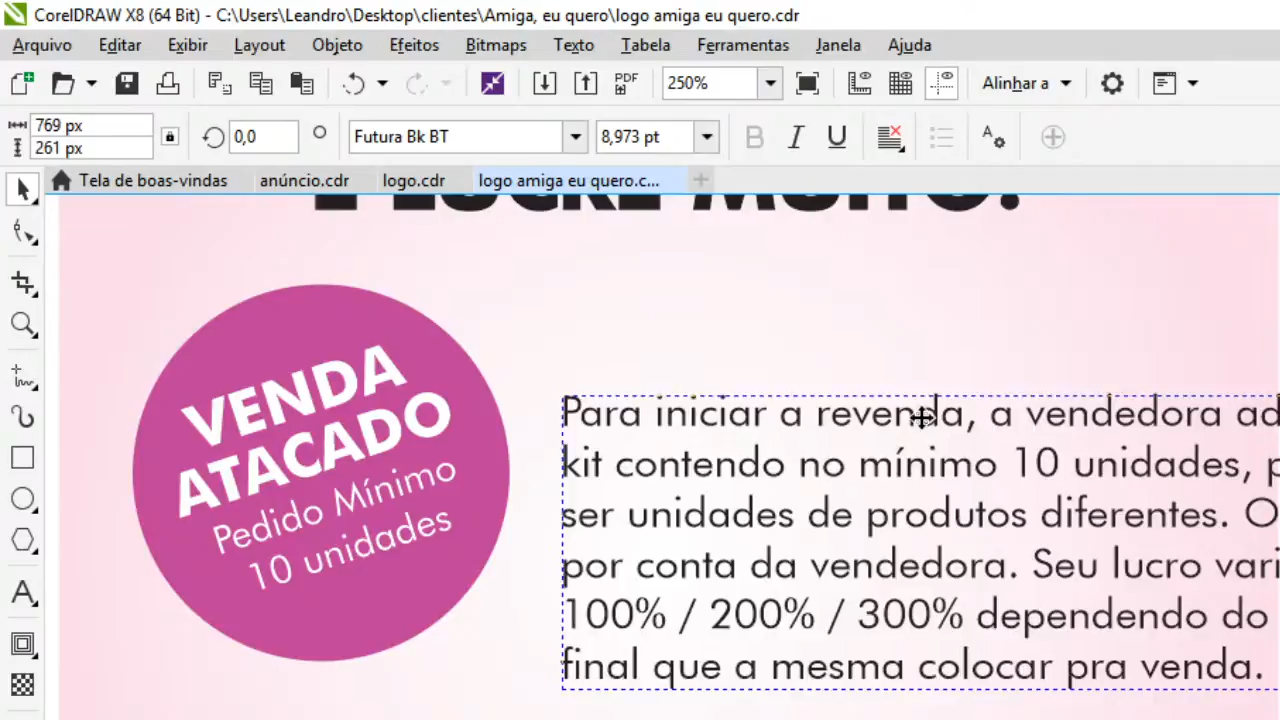 CorelDRAW X8 (64 Bit) - C:\Users\Leandro\Desktop\clientes\Amiga, eu quero\logo amiga eu quero.cdr
Arquivo Editar Exibir Layout Objeto Efeitos Bitmaps Texto Tabela Ferramentas Janela Ajuda
PDF 250% Alinhar a
769 px
261 px
0,0 Futura Bk BT 8,973 pt B I U
Tela de boas-vindas anúncio.cdr logo.cdr logo amiga eu quero.c...
E LUCRE MUITO!
VENDA
ATACADO
Pedido Mínimo
10 unidades
Para iniciar a revenda, a vendedora ad
kit contendo no mínimo 10 unidades, p
ser unidades de produtos diferentes. O
por conta da vendedora. Seu lucro vari
100% / 200% / 300% dependendo do
final que a mesma colocar pra venda.